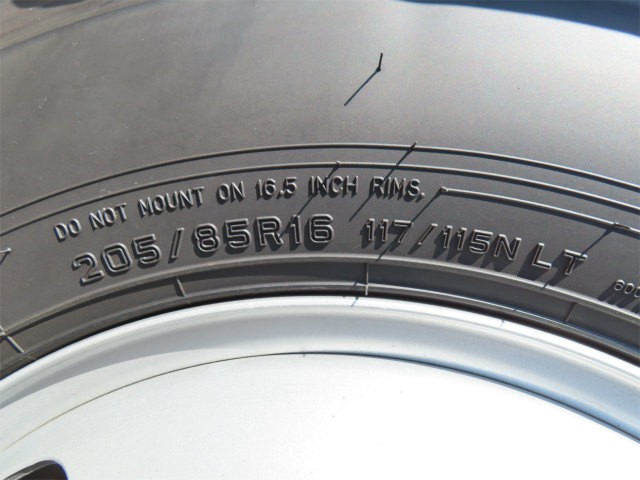 DO NOT MOUNT ON 16.5 INCH RIMS.
205/85R16 117/115N LT